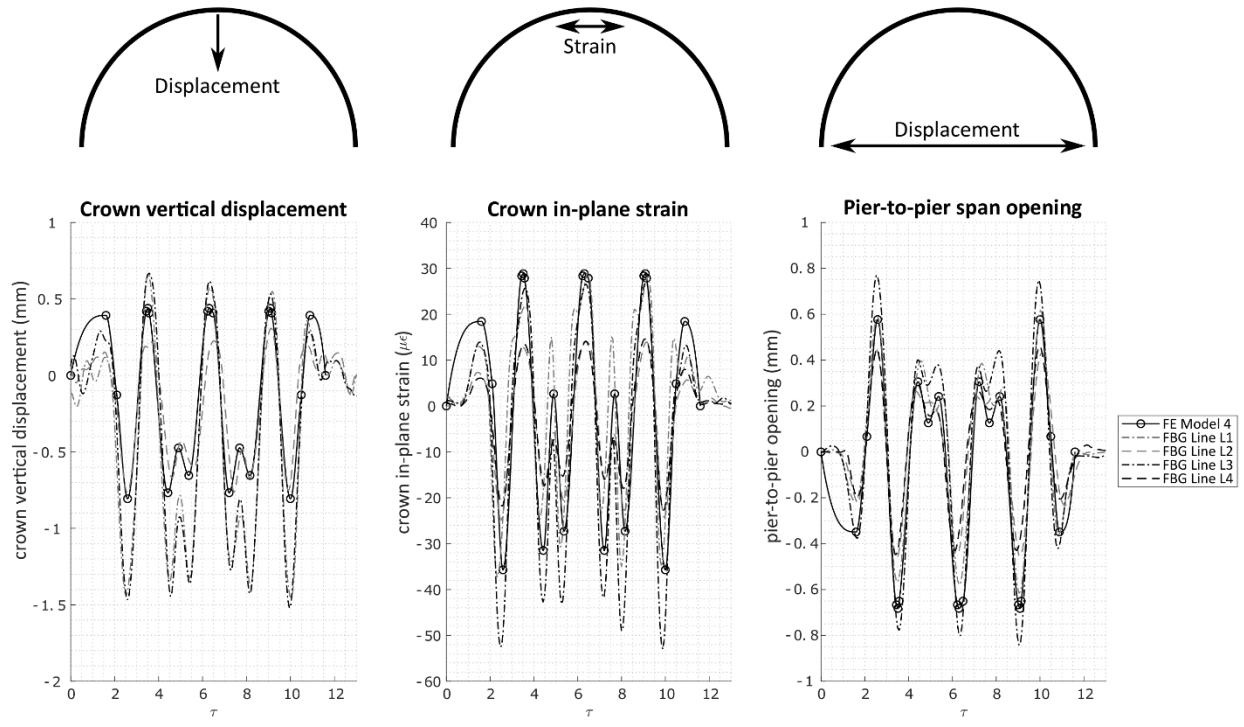 Displacement
Strain
Displacement
Crown vertical displacement
crown vertical displacement (mm)
1
0.5
0
-0.5
-1
-1.5
-2
0 2 4 6 8 10 12
τ
Crown in-plane strain
crown in-plane strain (με)
40
30
20
10
0
-10
-20
-30
-40
-50
-60
0 2 4 6 8 10 12
τ
Pier-to-pier span opening
pier-to-pier opening (mm)
1
0.8
0.6
0.4
0.2
0
-0.2
-0.4
-0.6
-0.8
-1
0 2 4 6 8 10 12
τ
FE Model 4
FBG Line L1
FBG Line L2
FBG Line L3
FBG Line L4